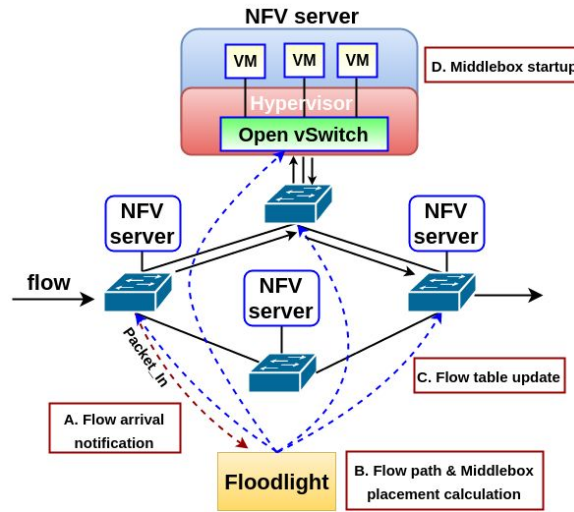 NFV server
VM
VM
VM
D. Middlebox startup
Hypervisor
Open vSwitch
NFV
server
NFV
server
flow
NFV
server
Packet_In
C. Flow table update
A. Flow arrival
notification
Floodlight
B. Flow path & Middlebox
placement calculation